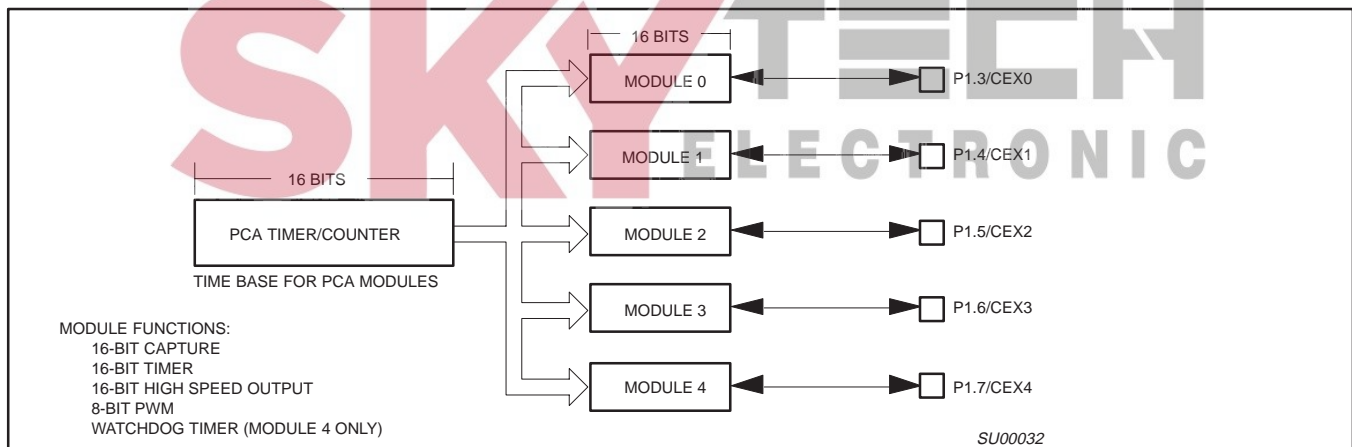 SKYTECH
ELECTRONIC
16 BITS
MODULE 0
P1.3/CEX0
MODULE 1
P1.4/CEX1
16 BITS
PCA TIMER/COUNTER
TIME BASE FOR PCA MODULES
MODULE 2
P1.5/CEX2
MODULE 3
P1.6/CEX3
MODULE 4
P1.7/CEX4
MODULE FUNCTIONS:
16-BIT CAPTURE
16-BIT TIMER
16-BIT HIGH SPEED OUTPUT
8-BIT PWM
WATCHDOG TIMER (MODULE 4 ONLY)
SU00032